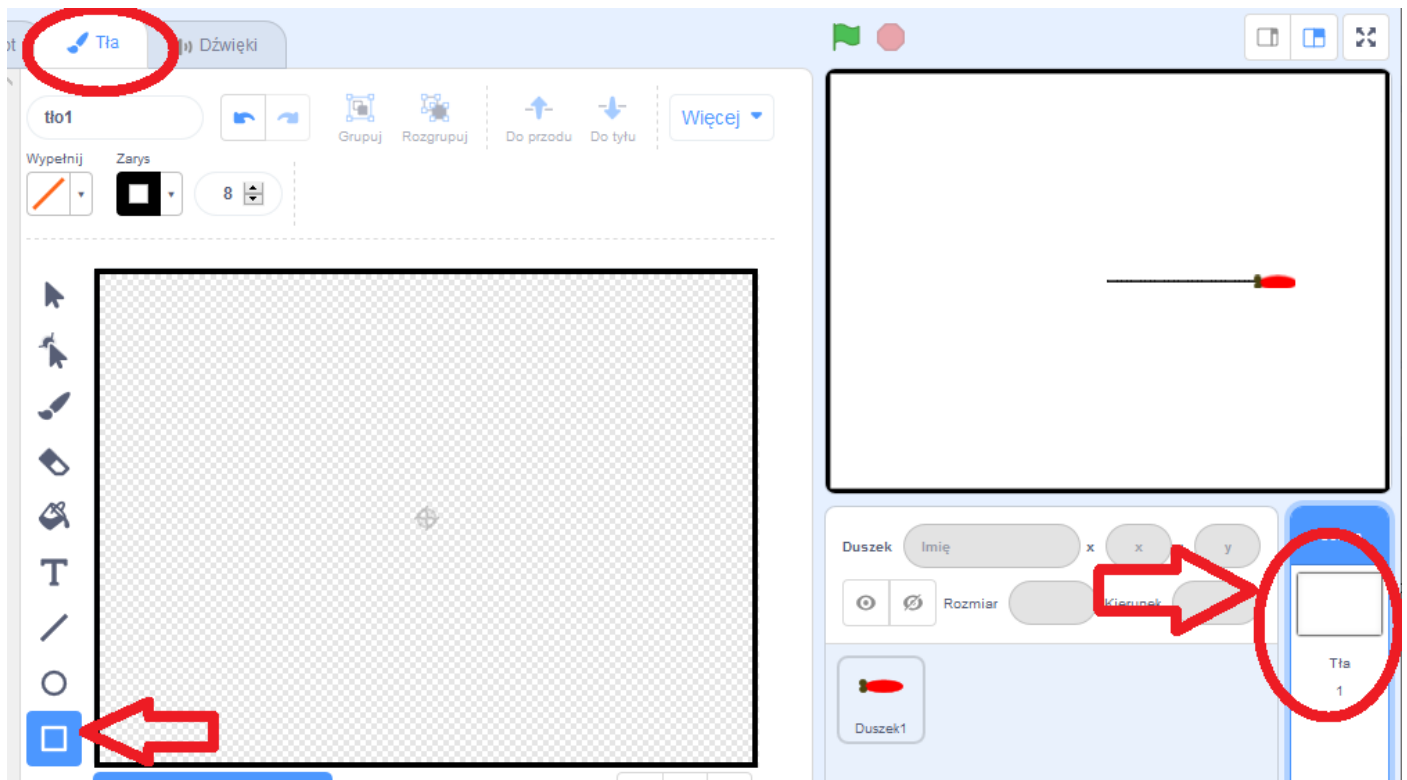 Tła
Dźwięki
tło1
Grupuj
Rozgrupuj
Do przodu
Do tyłu
Więcej
Wypełnij
Zarys
8
T
Duszek
Imię
x
x
y
Rozmiar
Kierunek
Duszek1
Tła
1